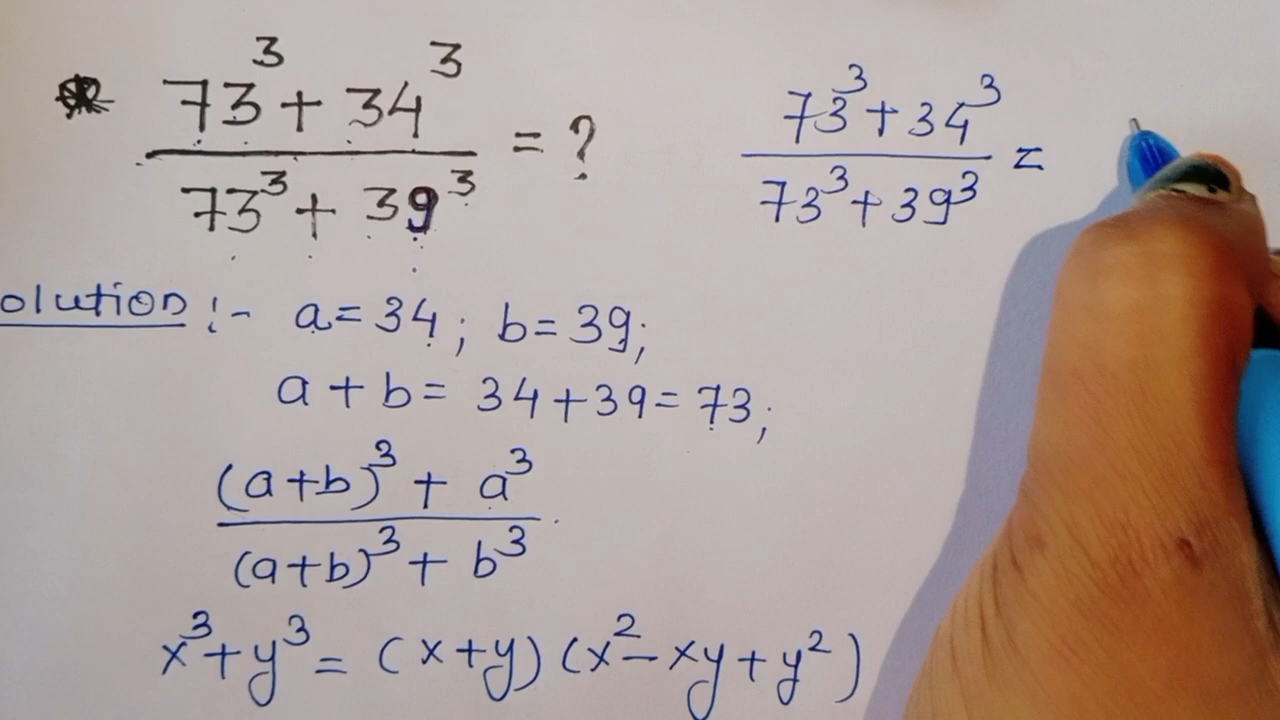 73³ + 34³
= ?
73³ + 39³
73³ + 34³
=
73³ + 39³
olution :- a = 34 ; b = 39;
a + b = 34 + 39 = 73;
(a+b)³ + a³
(a+b)³ + b³
x³ + y³ = (x+y) (x² - xy + y²)